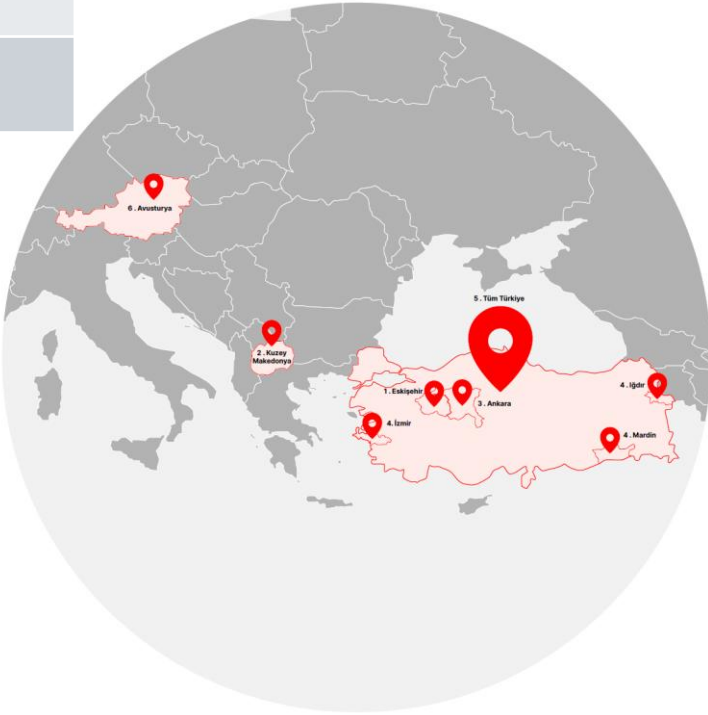 6 . Avusturya
5 . Tüm Türkiye
2 . Kuzey
Makedonya
1 . Eskişehir
3 . Ankara
4 . Iğdır
4. İzmir
4 . Mardin